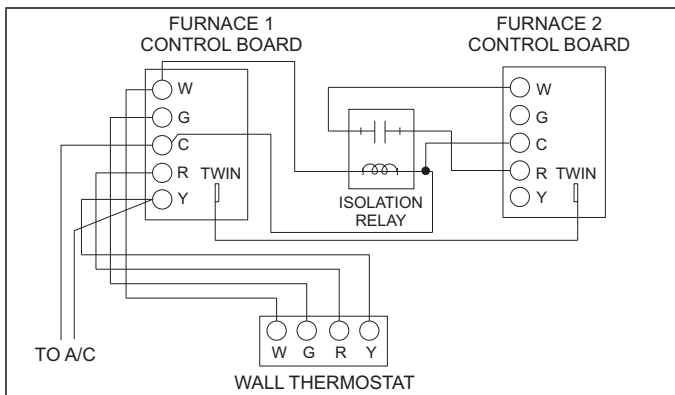 FURNACE 1
CONTROL BOARD
FURNACE 2
CONTROL BOARD
W
G
C
R
TWIN
Y
ISOLATION
RELAY
W
G
C
R
TWIN
Y
TO A/C
W G R Y
WALL THERMOSTAT